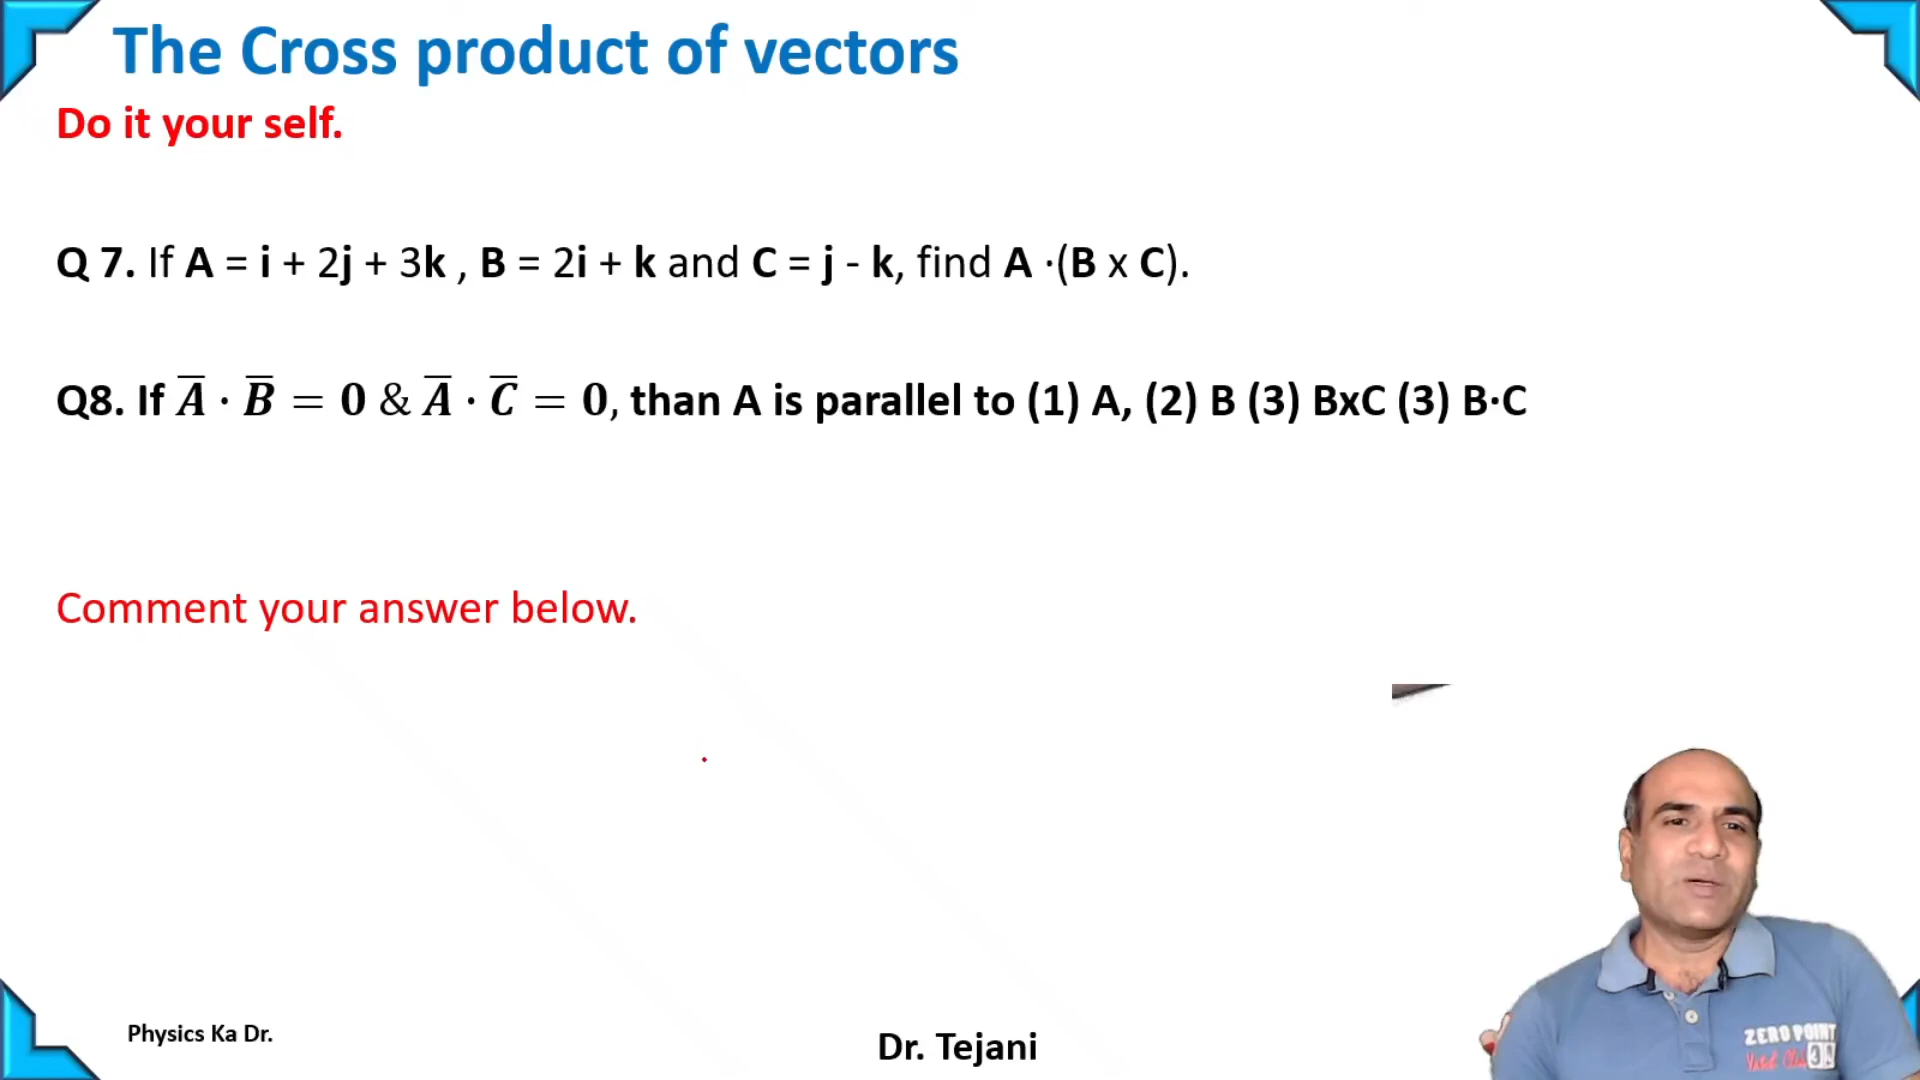 The Cross product of vectors
Do it your self.
Q 7. If A = i + 2j + 3k , B = 2i + k and C = j - k, find A ·(B x C).
Q8. If A̅ · B̅ = 0 & A̅ · C̅ = 0, than A is parallel to (1) A, (2) B (3) BxC (3) B·C
Comment your answer below.
ZERO POINT
Physics Ka Dr.
Dr. Tejani